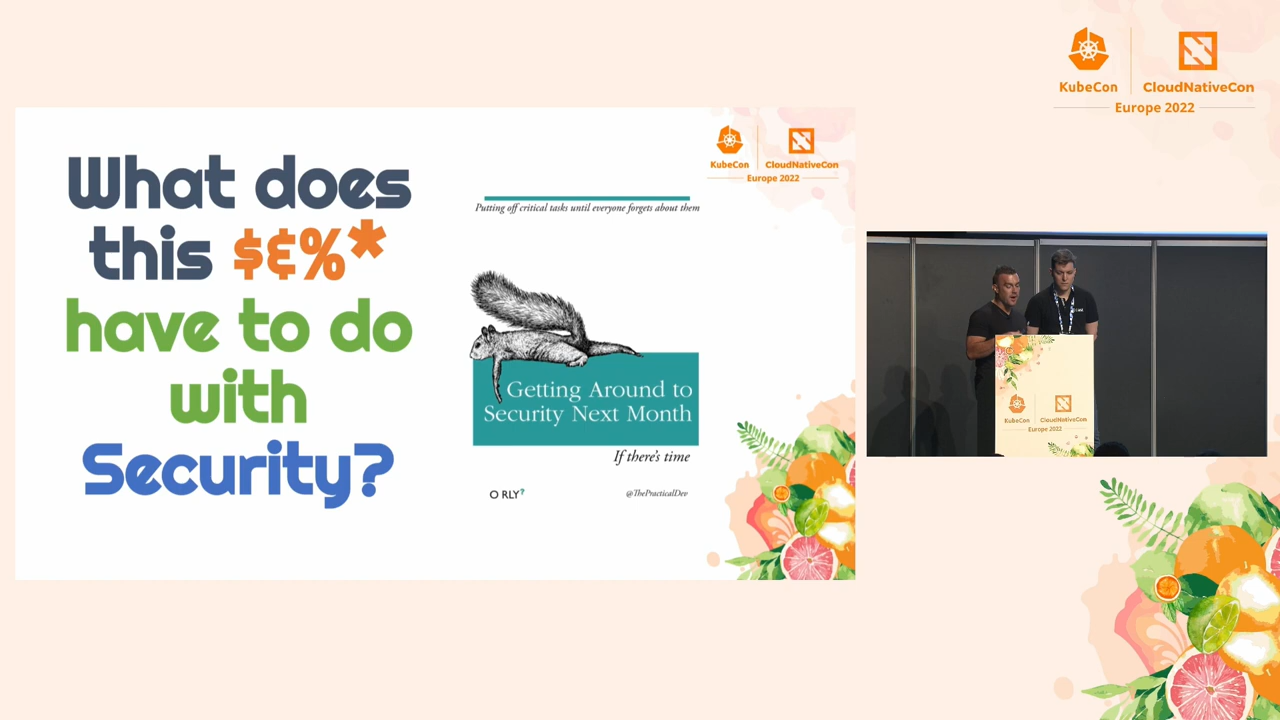 KubeCon
CloudNativeCon
Europe 2022
What does
this $&%*
have to do
with
Security?
KubeCon
CloudNativeCon
Europe 2022
Putting off critical tasks until everyone forgets about them
Getting Around to
Security Next Month
If there's time
O RLY?
@ThePracticalDev
KubeCon
CloudNativeCon
Europe 2022